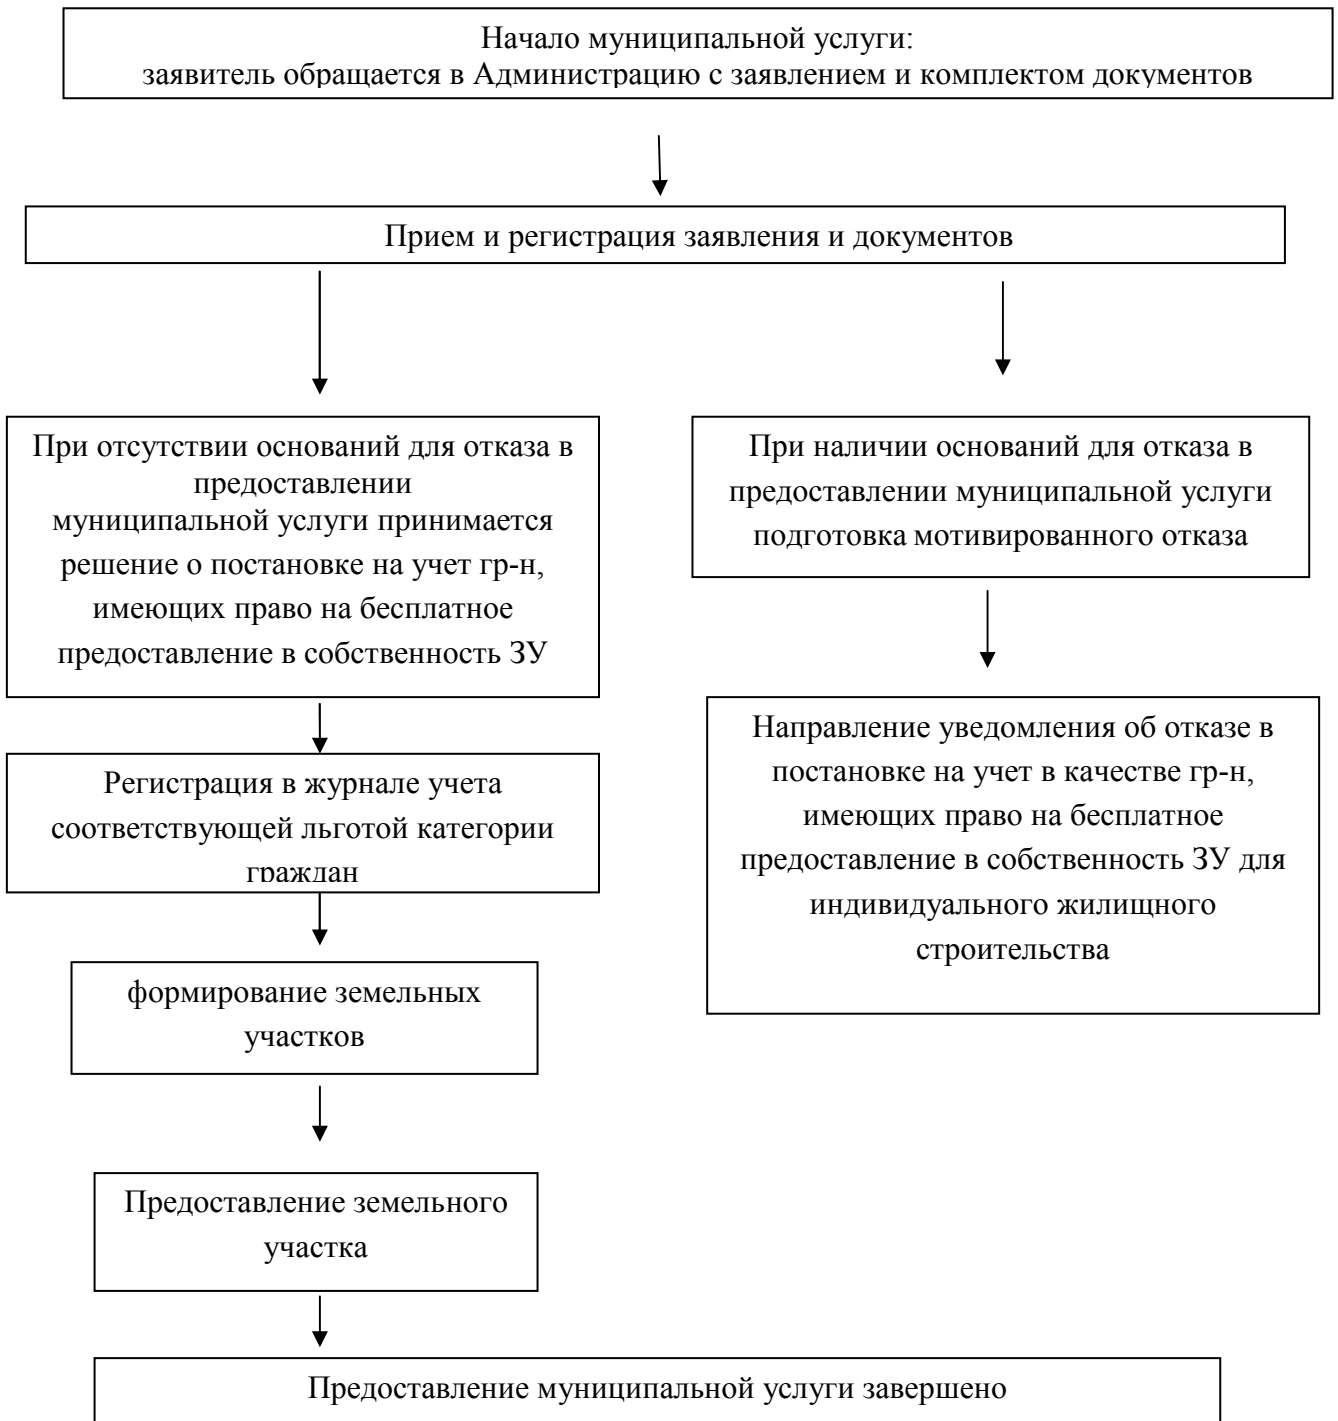 Начало муниципальной услуги:
заявитель обращается в Администрацию с заявлением и комплектом документов
Прием и регистрация заявления и документов
При отсутствии оснований для отказа в
предоставлении
муниципальной услуги принимается
решение о постановке на учет гр-н,
имеющих право на бесплатное
предоставление в собственность ЗУ
При наличии оснований для отказа в
предоставлении муниципальной услуги
подготовка мотивированного отказа
Регистрация в журнале учета
соответствующей льготой категории
граждан
Направление уведомления об отказе в
постановке на учет в качестве гр-н,
имеющих право на бесплатное
предоставление в собственность ЗУ для
индивидуального жилищного
строительства
формирование земельных
участков
Предоставление земельного
участка
Предоставление муниципальной услуги завершено